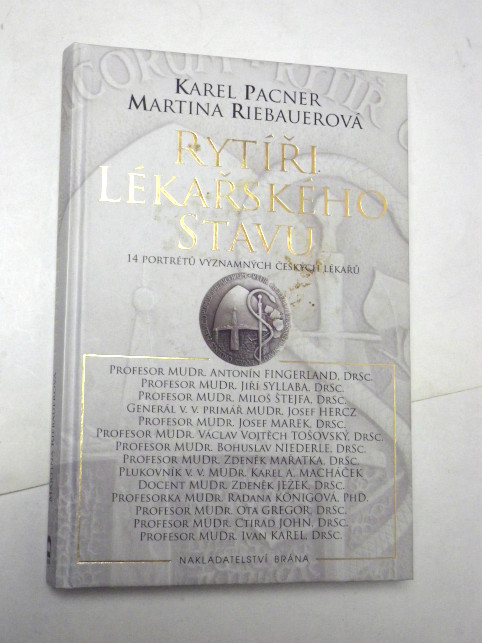 KAREL PACNER
MARTINA RIEBAUEROVÁ
RYTÍŘI
LÉKAŘSKÉHO
STAVU
14 PORTRÉTŮ VÝZNAMNÝCH ČESKÝCH LÉKAŘŮ
PROFESOR MUDR. ANTONÍN FINGERLAND, DRSC.
PROFESOR MUDR. JIŘÍ SYLLABA, DRSC.
PROFESOR MUDR. MILOŠ ŠTEJFA, DRSC.
GENERÁL V. V. PRIMÁŘ MUDR. JOSEF HERCZ
PROFESOR MUDR. JOSEF MAREK, DRSC.
PROFESOR MUDR. VÁCLAV VOJTĚCH TOŠOVSKÝ, DRSC.
PROFESOR MUDR. BOHUSLAV NIEDERLE, DRSC.
PROFESOR MUDR. ZDENĚK MAŘATKA, DRSC.
PLUKOVNÍK V. V. MUDR. KAREL A. MACHÁČEK
DOCENT MUDR. ZDENĚK JEŽEK, DRSC.
PROFESORKA MUDR. RADANA KÖNIGOVÁ, PHD.
PROFESOR MUDR. OTA GREGOR, DRSC.
PROFESOR MUDR. CTIRAD JOHN, DRSC.
PROFESOR MUDR. IVAN KAREL, DRSC.
NAKLADATELSTVÍ BRÁNA